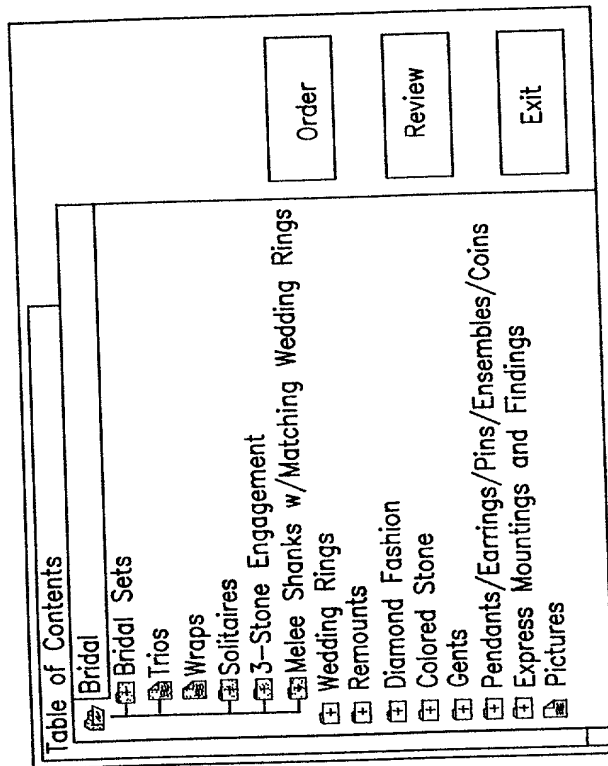 Table of Contents
Bridal
Bridal Sets
Trios
Wraps
Solitaires
3-Stone Engagement
Melee Shanks w/Matching Wedding Rings
Wedding Rings
Remounts
Diamond Fashion
Colored Stone
Gents
Pendants/Earrings/Pins/Ensembles/Coins
Express Mountings and Findings
Pictures
Order
Review
Exit